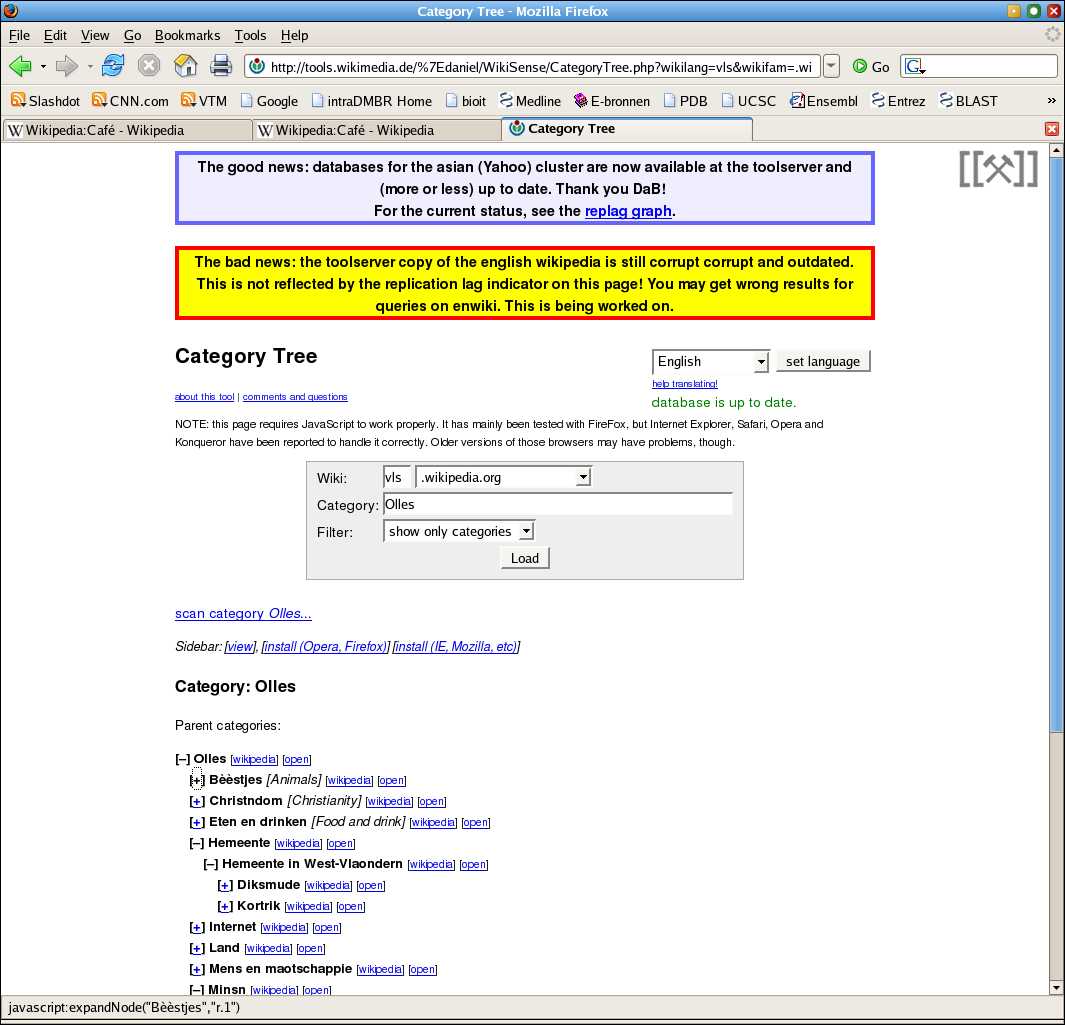 Category Tree - Mozilla Firefox
File Edit View Go Bookmarks Tools Help
http://tools.wikimedia.de/%7Edaniel/WikiSense/CategoryTree.php?wikilang=vls&wikifam=.wi Go G
Slashdot CNN.com VTM Google intraDMBR Home bioit Medline E-bronnen PDB UCSC Ensembl Entrez BLAST »
W Wikipedia:Café - Wikipedia W Wikipedia:Café - Wikipedia Category Tree
The good news: databases for the asian (Yahoo) cluster are now available at the toolserver and
(more or less) up to date. Thank you DaB!
For the current status, see the replag graph.
[[⚒]]
The bad news: the toolserver copy of the english wikipedia is still corrupt corrupt and outdated.
This is not reflected by the replication lag indicator on this page! You may get wrong results for
queries on enwiki. This is being worked on.
Category Tree
English set language
help translating!
about this tool | comments and questions
database is up to date.
NOTE: this page requires JavaScript to work properly. It has mainly been tested with FireFox, but Internet Explorer, Safari, Opera and
Konqueror have been reported to handle it correctly. Older versions of those browsers may have problems, though.
Wiki: vls .wikipedia.org
Category: Olles
Filter: show only categories
Load
scan category Olles...
Sidebar: [view], [install (Opera, Firefox)] [install (IE, Mozilla, etc)]
Category: Olles
Parent categories:
[–] Olles [wikipedia] [open]
[+] Bèèstjes [Animals] [wikipedia] [open]
[+] Christndom [Christianity] [wikipedia] [open]
[+] Eten en drinken [Food and drink] [wikipedia] [open]
[–] Hemeente [wikipedia] [open]
[–] Hemeente in West-Vlaondern [wikipedia] [open]
[+] Diksmude [wikipedia] [open]
[+] Kortrik [wikipedia] [open]
[+] Internet [wikipedia] [open]
[+] Land [wikipedia] [open]
[+] Mens en maotschappie [wikipedia] [open]
[–] Minsn [wikipedia] [open]
javascript:expandNode("Bèèstjes","r.1")